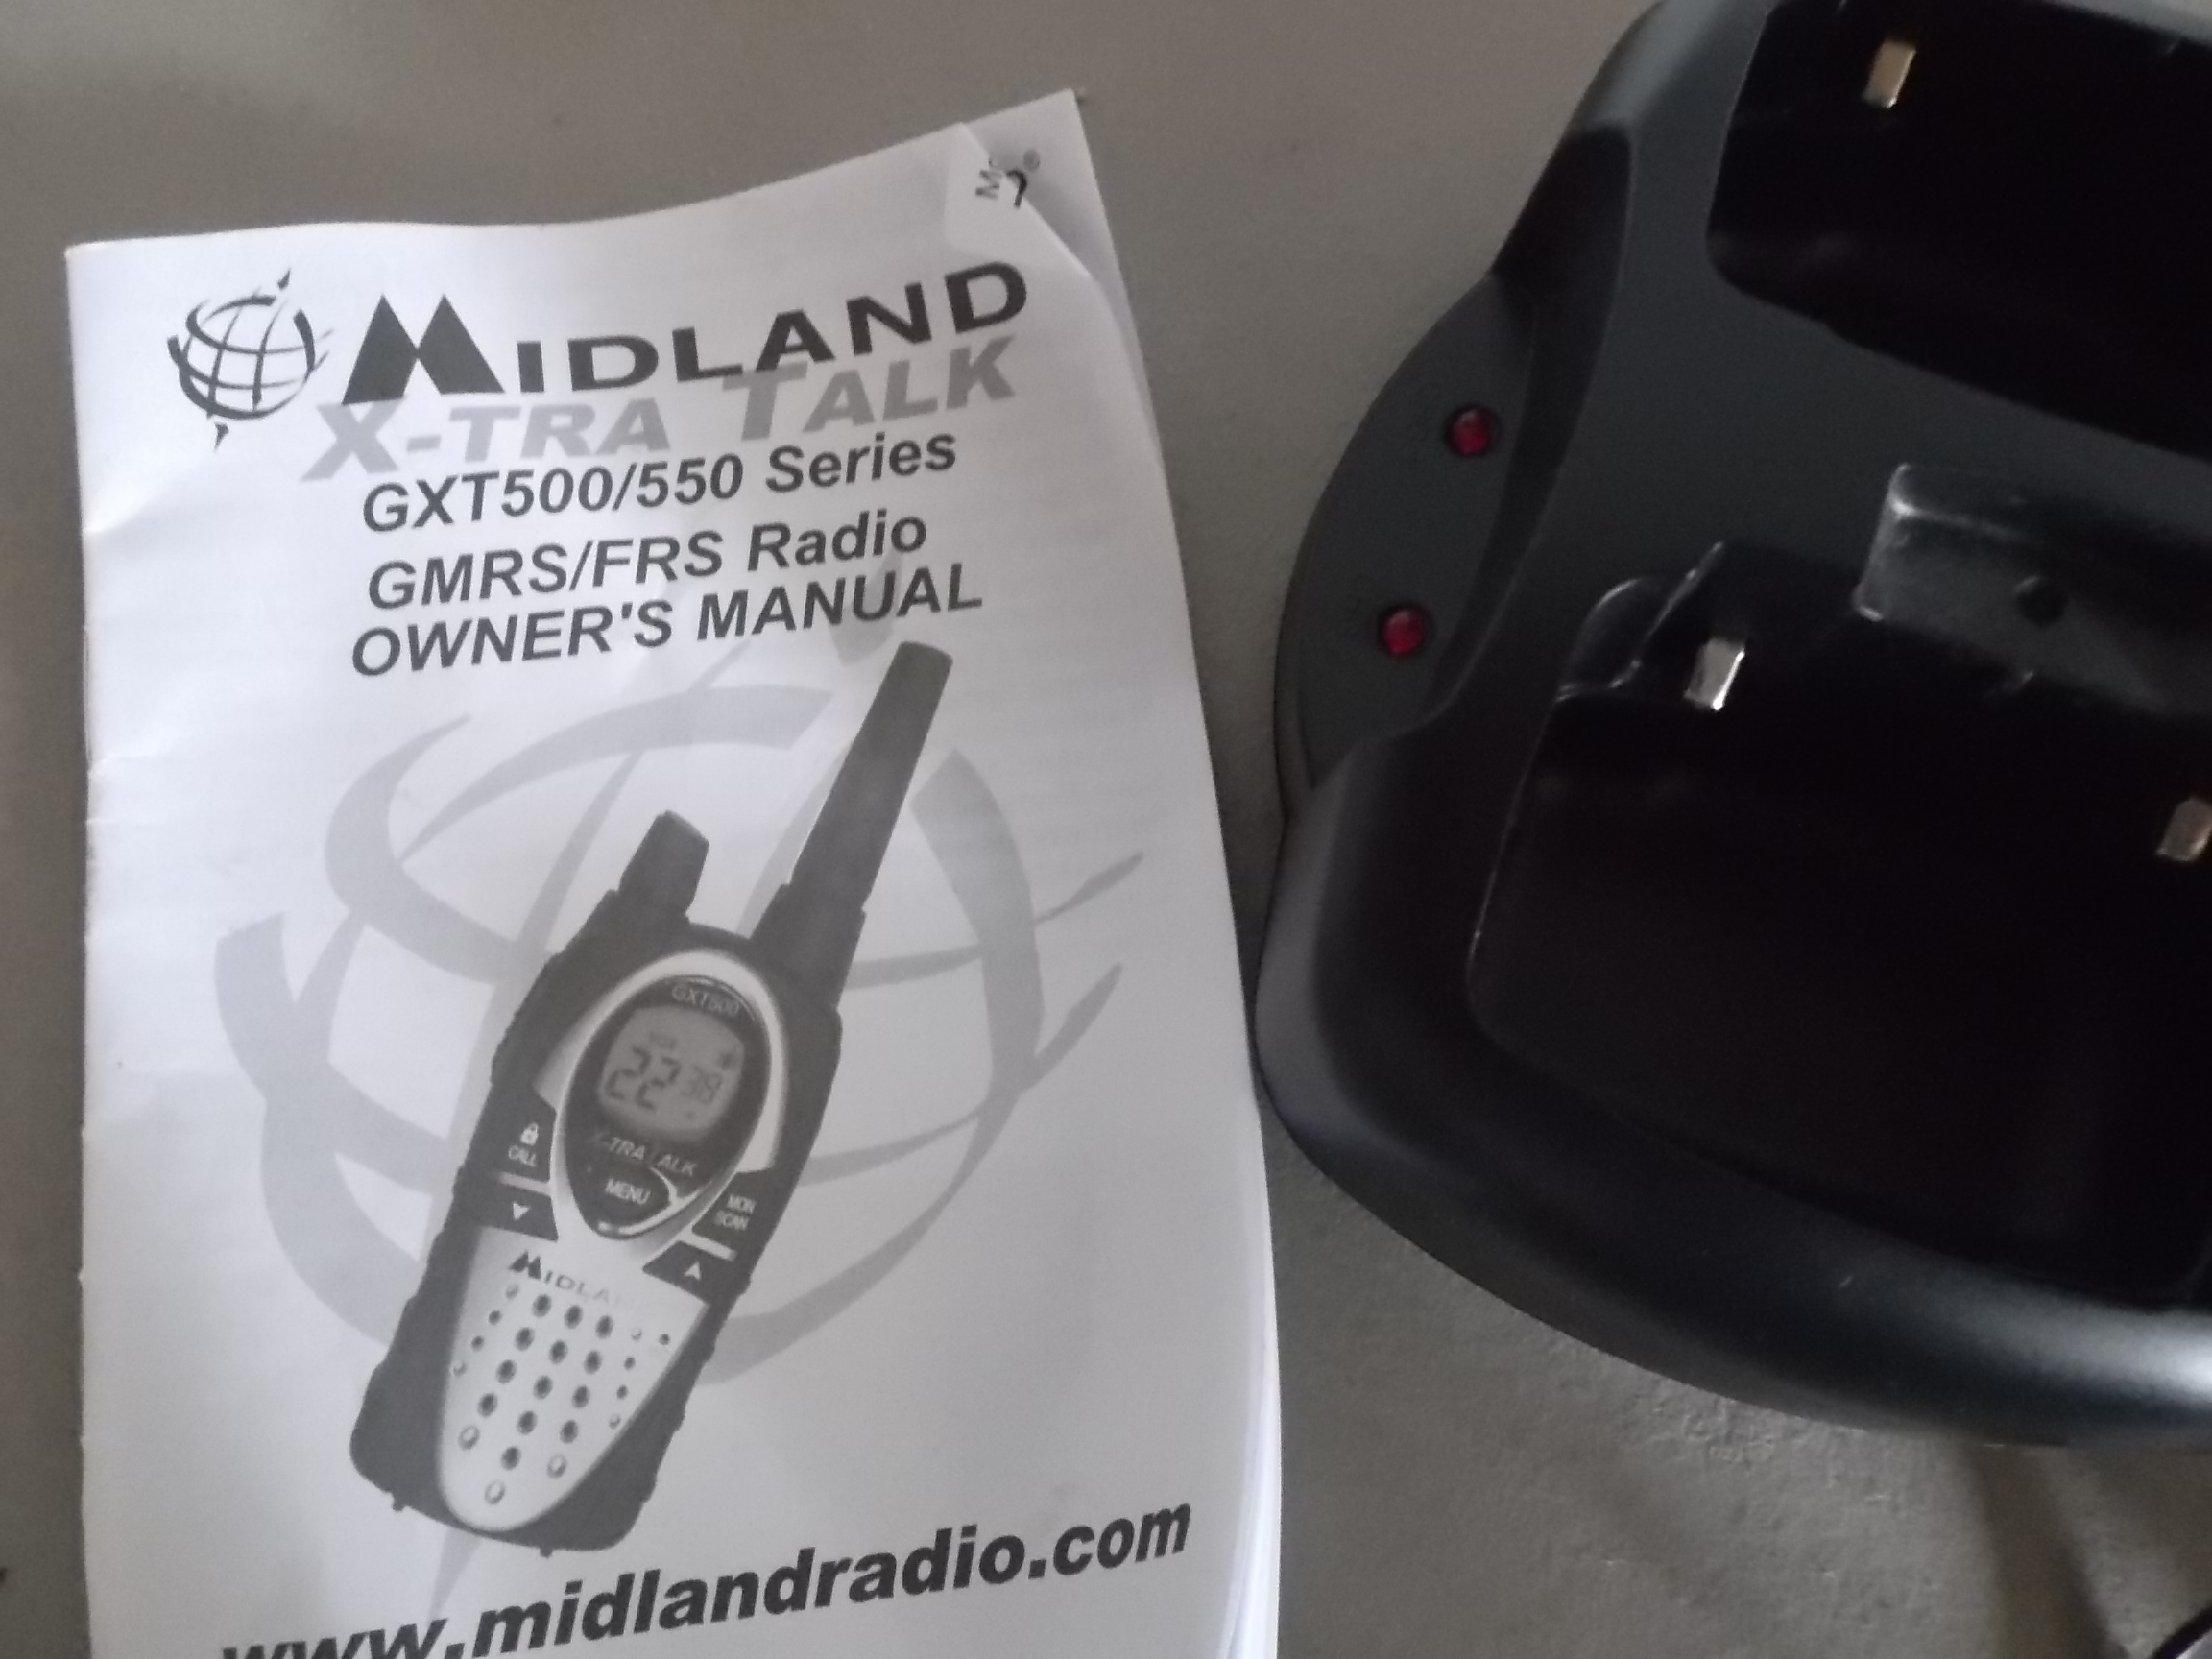 MIDLAND
X-TRA TALK
GXT500/550 Series
GMRS/FRS Radio
OWNER'S MANUAL
GXT500
22 38
X-TRA TALK
CALL
MENU
MON
SCAN
MIDLAND
www.midlandradio.com